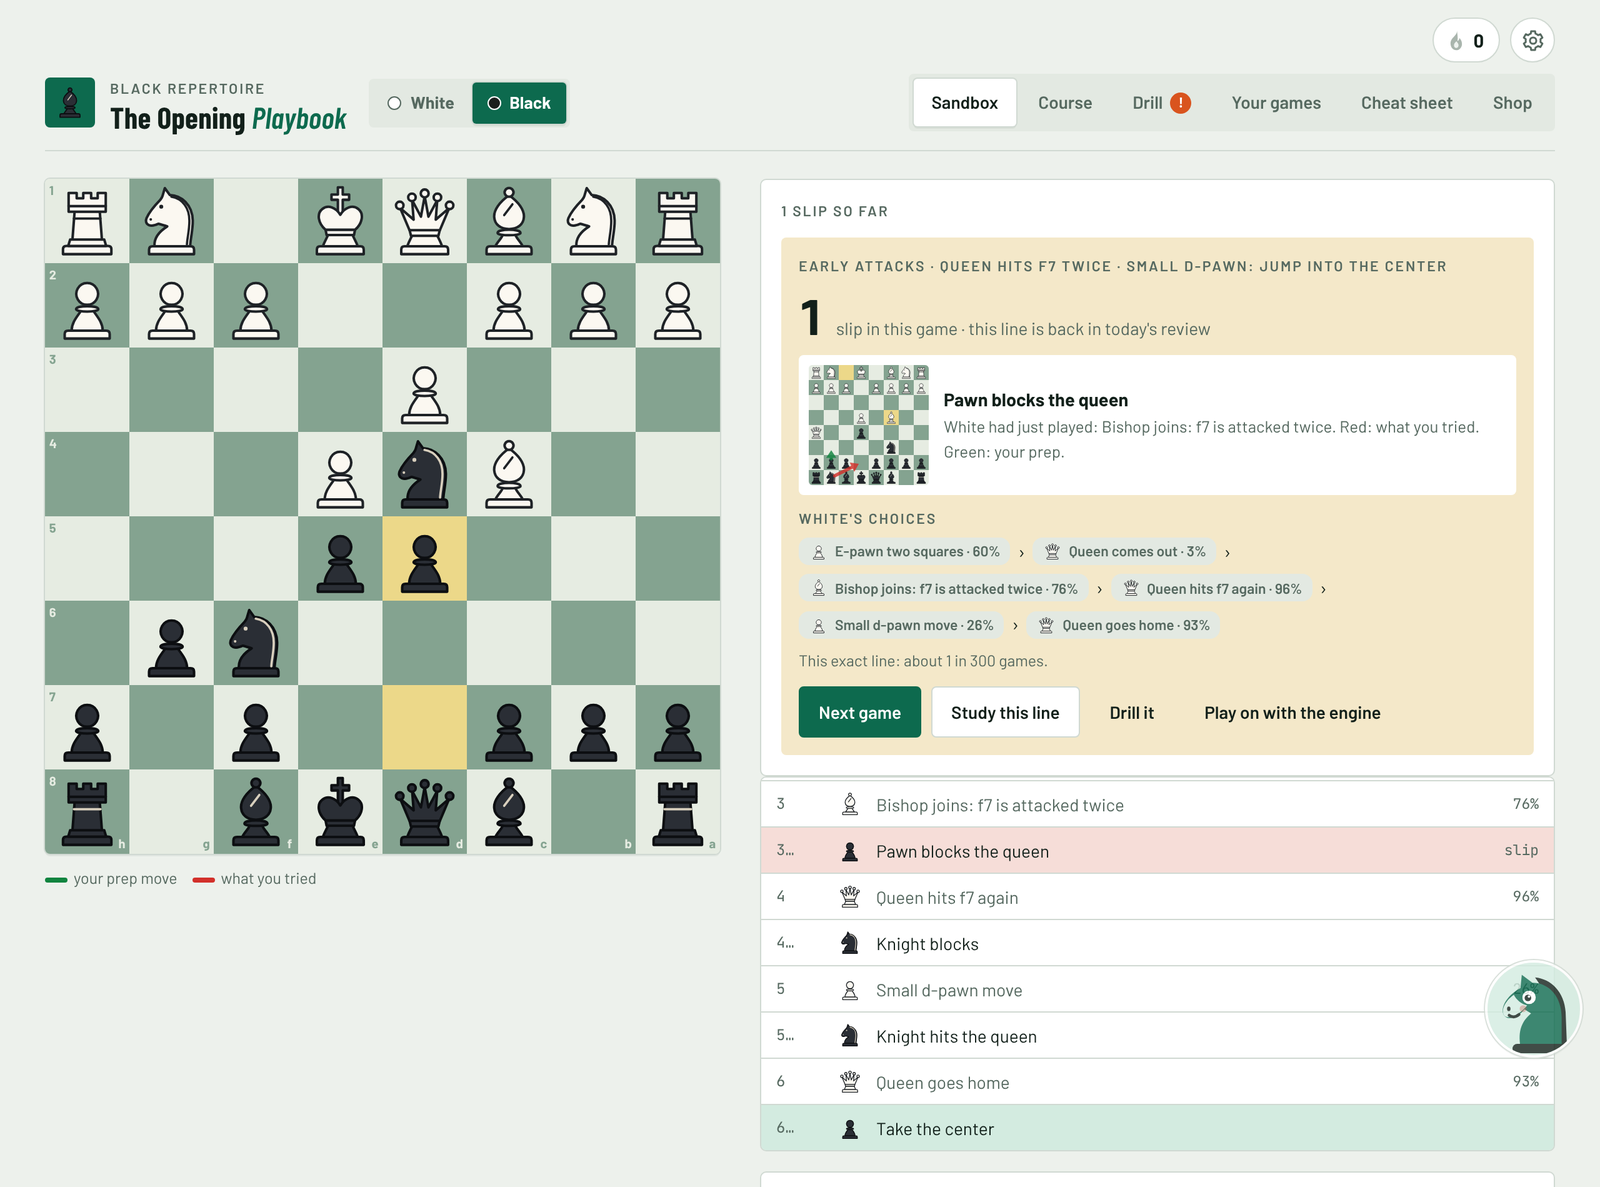 0
BLACK REPERTOIRE
The Opening Playbook
White
Black
Sandbox
Course
Drill !
Your games
Cheat sheet
Shop
1
2
3
4
5
6
7
8
h g f e d c b a
your prep move
what you tried
1 SLIP SO FAR
EARLY ATTACKS · QUEEN HITS F7 TWICE · SMALL D-PAWN: JUMP INTO THE CENTER
1 slip in this game · this line is back in today's review
Pawn blocks the queen
White had just played: Bishop joins: f7 is attacked twice. Red: what you tried.
Green: your prep.
WHITE'S CHOICES
E-pawn two squares · 60% › Queen comes out · 3% ›
Bishop joins: f7 is attacked twice · 76% › Queen hits f7 again · 96% ›
Small d-pawn move · 26% › Queen goes home · 93%
This exact line: about 1 in 300 games.
Next game
Study this line
Drill it
Play on with the engine
3 Bishop joins: f7 is attacked twice 76%
3… Pawn blocks the queen slip
4 Queen hits f7 again 96%
4… Knight blocks
5 Small d-pawn move
5… Knight hits the queen
6 Queen goes home 93%
6… Take the center